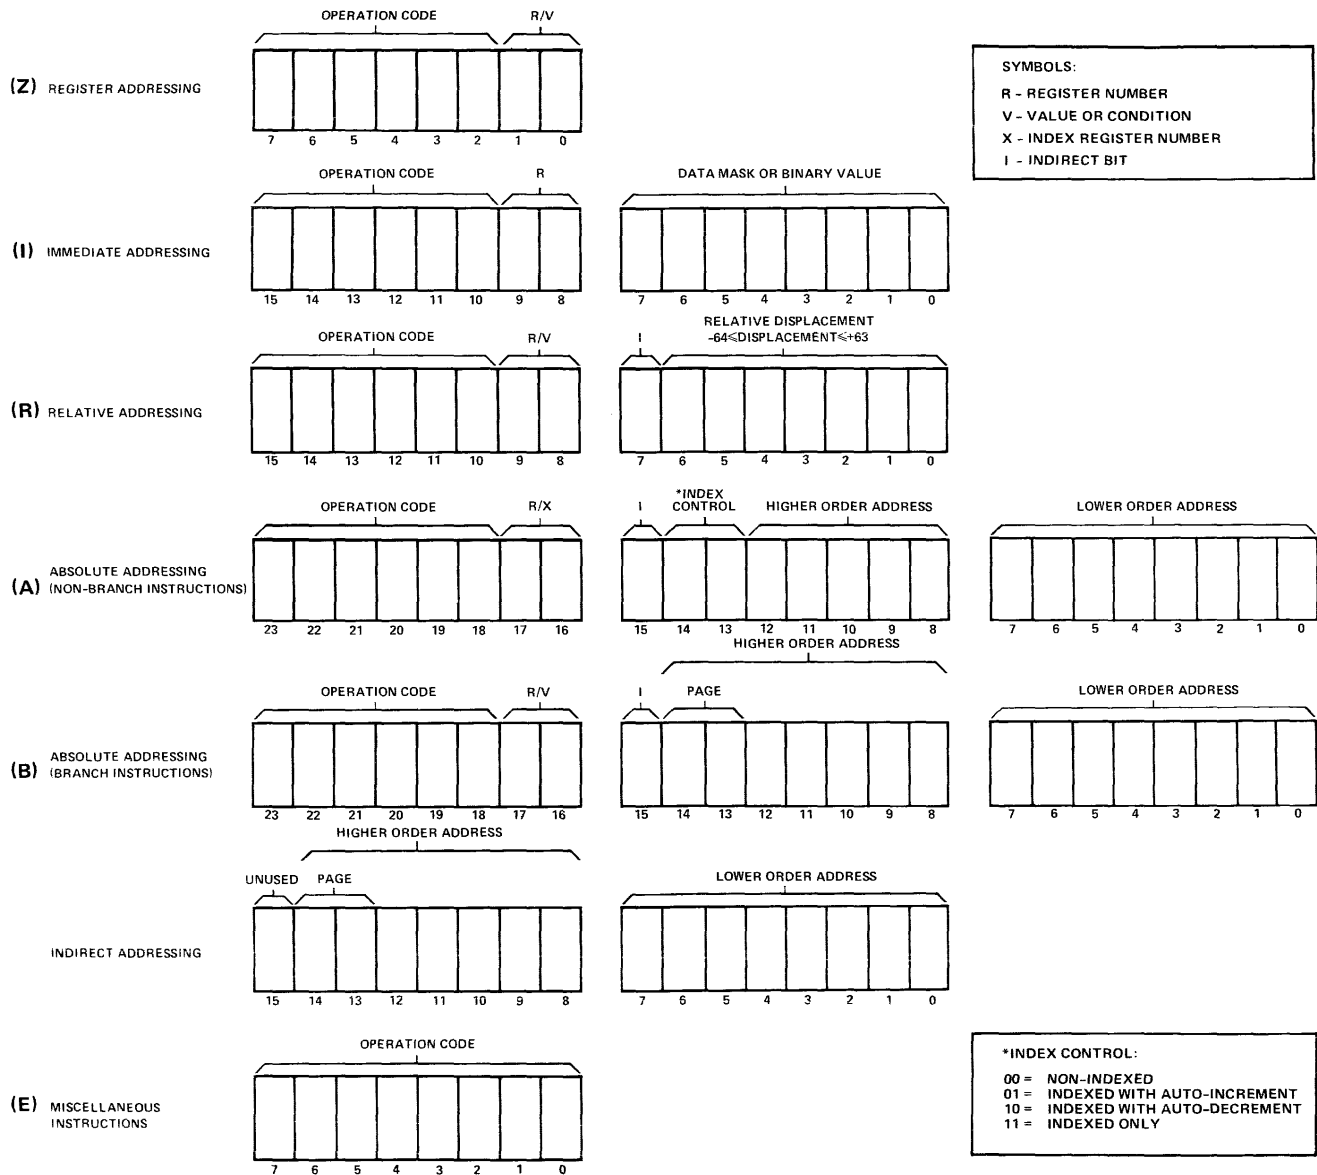 OPERATION CODE R/V
(Z) REGISTER ADDRESSING
7 6 5 4 3 2 1 0
SYMBOLS:
R - REGISTER NUMBER
V - VALUE OR CONDITION
X - INDEX REGISTER NUMBER
I - INDIRECT BIT
OPERATION CODE R DATA MASK OR BINARY VALUE
(I) IMMEDIATE ADDRESSING
15 14 13 12 11 10 9 8 7 6 5 4 3 2 1 0
OPERATION CODE R/V I RELATIVE DISPLACEMENT
-64⩽DISPLACEMENT⩽+63
(R) RELATIVE ADDRESSING
15 14 13 12 11 10 9 8 7 6 5 4 3 2 1 0
OPERATION CODE R/X I *INDEX CONTROL HIGHER ORDER ADDRESS LOWER ORDER ADDRESS
(A) ABSOLUTE ADDRESSING
(NON-BRANCH INSTRUCTIONS)
23 22 21 20 19 18 17 16 15 14 13 12 11 10 9 8 7 6 5 4 3 2 1 0
HIGHER ORDER ADDRESS
OPERATION CODE R/V I PAGE LOWER ORDER ADDRESS
(B) ABSOLUTE ADDRESSING
(BRANCH INSTRUCTIONS)
23 22 21 20 19 18 17 16 15 14 13 12 11 10 9 8 7 6 5 4 3 2 1 0
HIGHER ORDER ADDRESS
UNUSED PAGE LOWER ORDER ADDRESS
INDIRECT ADDRESSING
15 14 13 12 11 10 9 8 7 6 5 4 3 2 1 0
OPERATION CODE
(E) MISCELLANEOUS
INSTRUCTIONS
7 6 5 4 3 2 1 0
*INDEX CONTROL:
00 = NON-INDEXED
01 = INDEXED WITH AUTO-INCREMENT
10 = INDEXED WITH AUTO-DECREMENT
11 = INDEXED ONLY